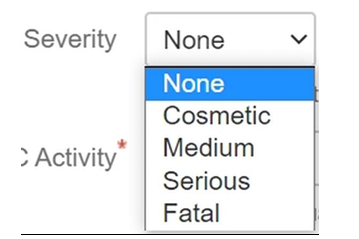 Severity None
None
Cosmetic
Medium
C Activity*
Serious
Fatal